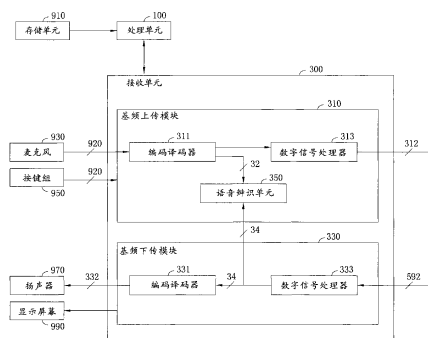 910
存储单元
100
处理单元
300
接收单元
310
基频上传模块
930
麦克风
920
311
编码译码器
313
数字信号处理器
312
32
920
按键组
950
350
语音辨识单元
34
330
基频下传模块
970
扬声器
332
331
编码译码器
34
333
数字信号处理器
592
显示屏幕
990